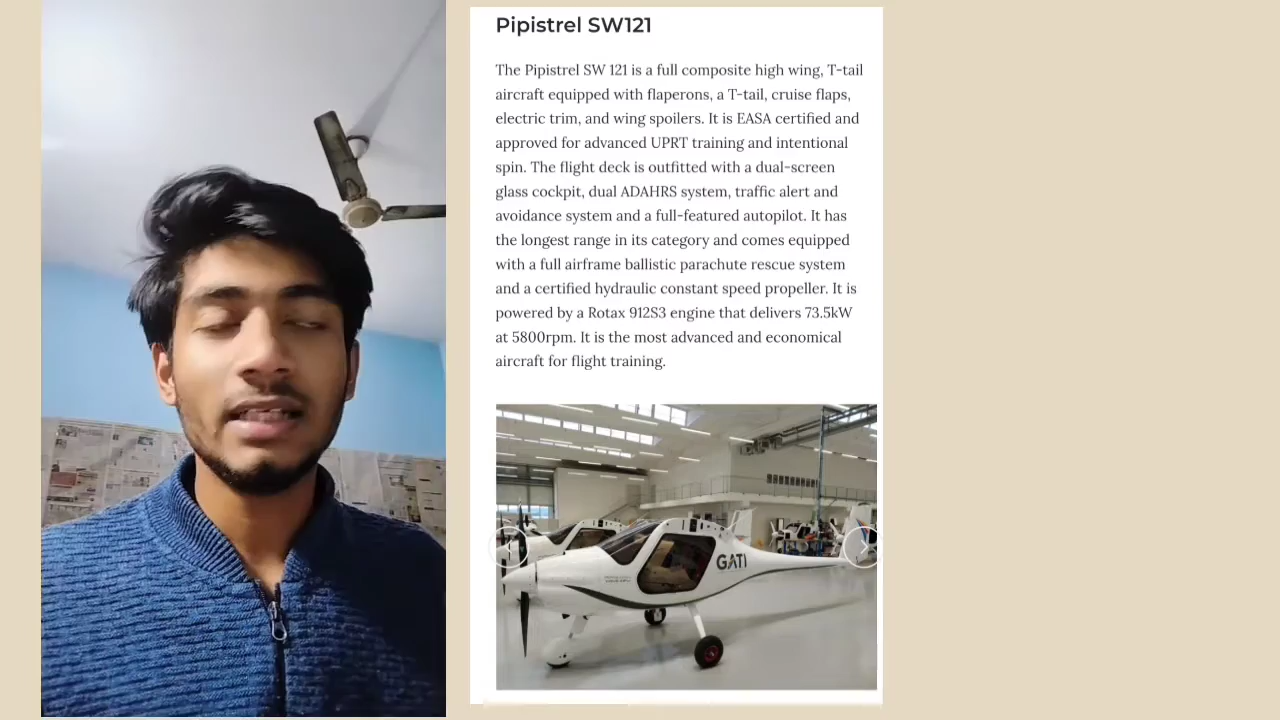 Pipistrel SW121
The Pipistrel SW 121 is a full composite high wing, T-tail
aircraft equipped with flaperons, a T-tail, cruise flaps,
electric trim, and wing spoilers. It is EASA certified and
approved for advanced UPRT training and intentional
spin. The flight deck is outfitted with a dual-screen
glass cockpit, dual ADAHRS system, traffic alert and
avoidance system and a full-featured autopilot. It has
the longest range in its category and comes equipped
with a full airframe ballistic parachute rescue system
and a certified hydraulic constant speed propeller. It is
powered by a Rotax 912S3 engine that delivers 73.5kW
at 5800rpm. It is the most advanced and economical
aircraft for flight training.
GATI